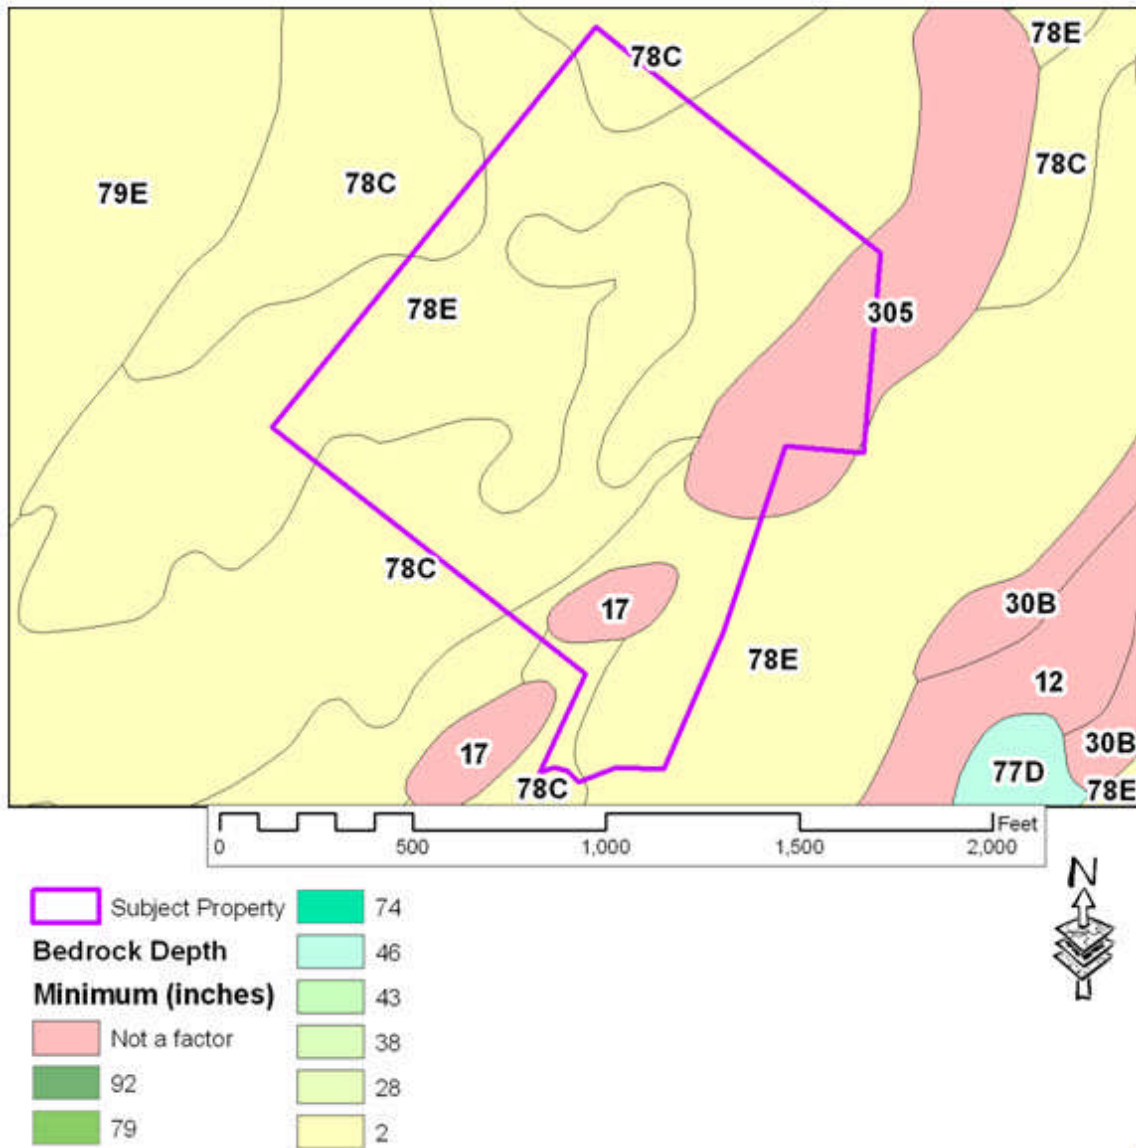 78E
78C
78C
79E
78C
78E
305
78C
17
30B
78E
12
17
30B
77D
78C
78E
Feet
0 500 1,000 1,500 2,000
N
Subject Property
Bedrock Depth
Minimum (inches)
Not a factor
92
79
74
46
43
38
28
2